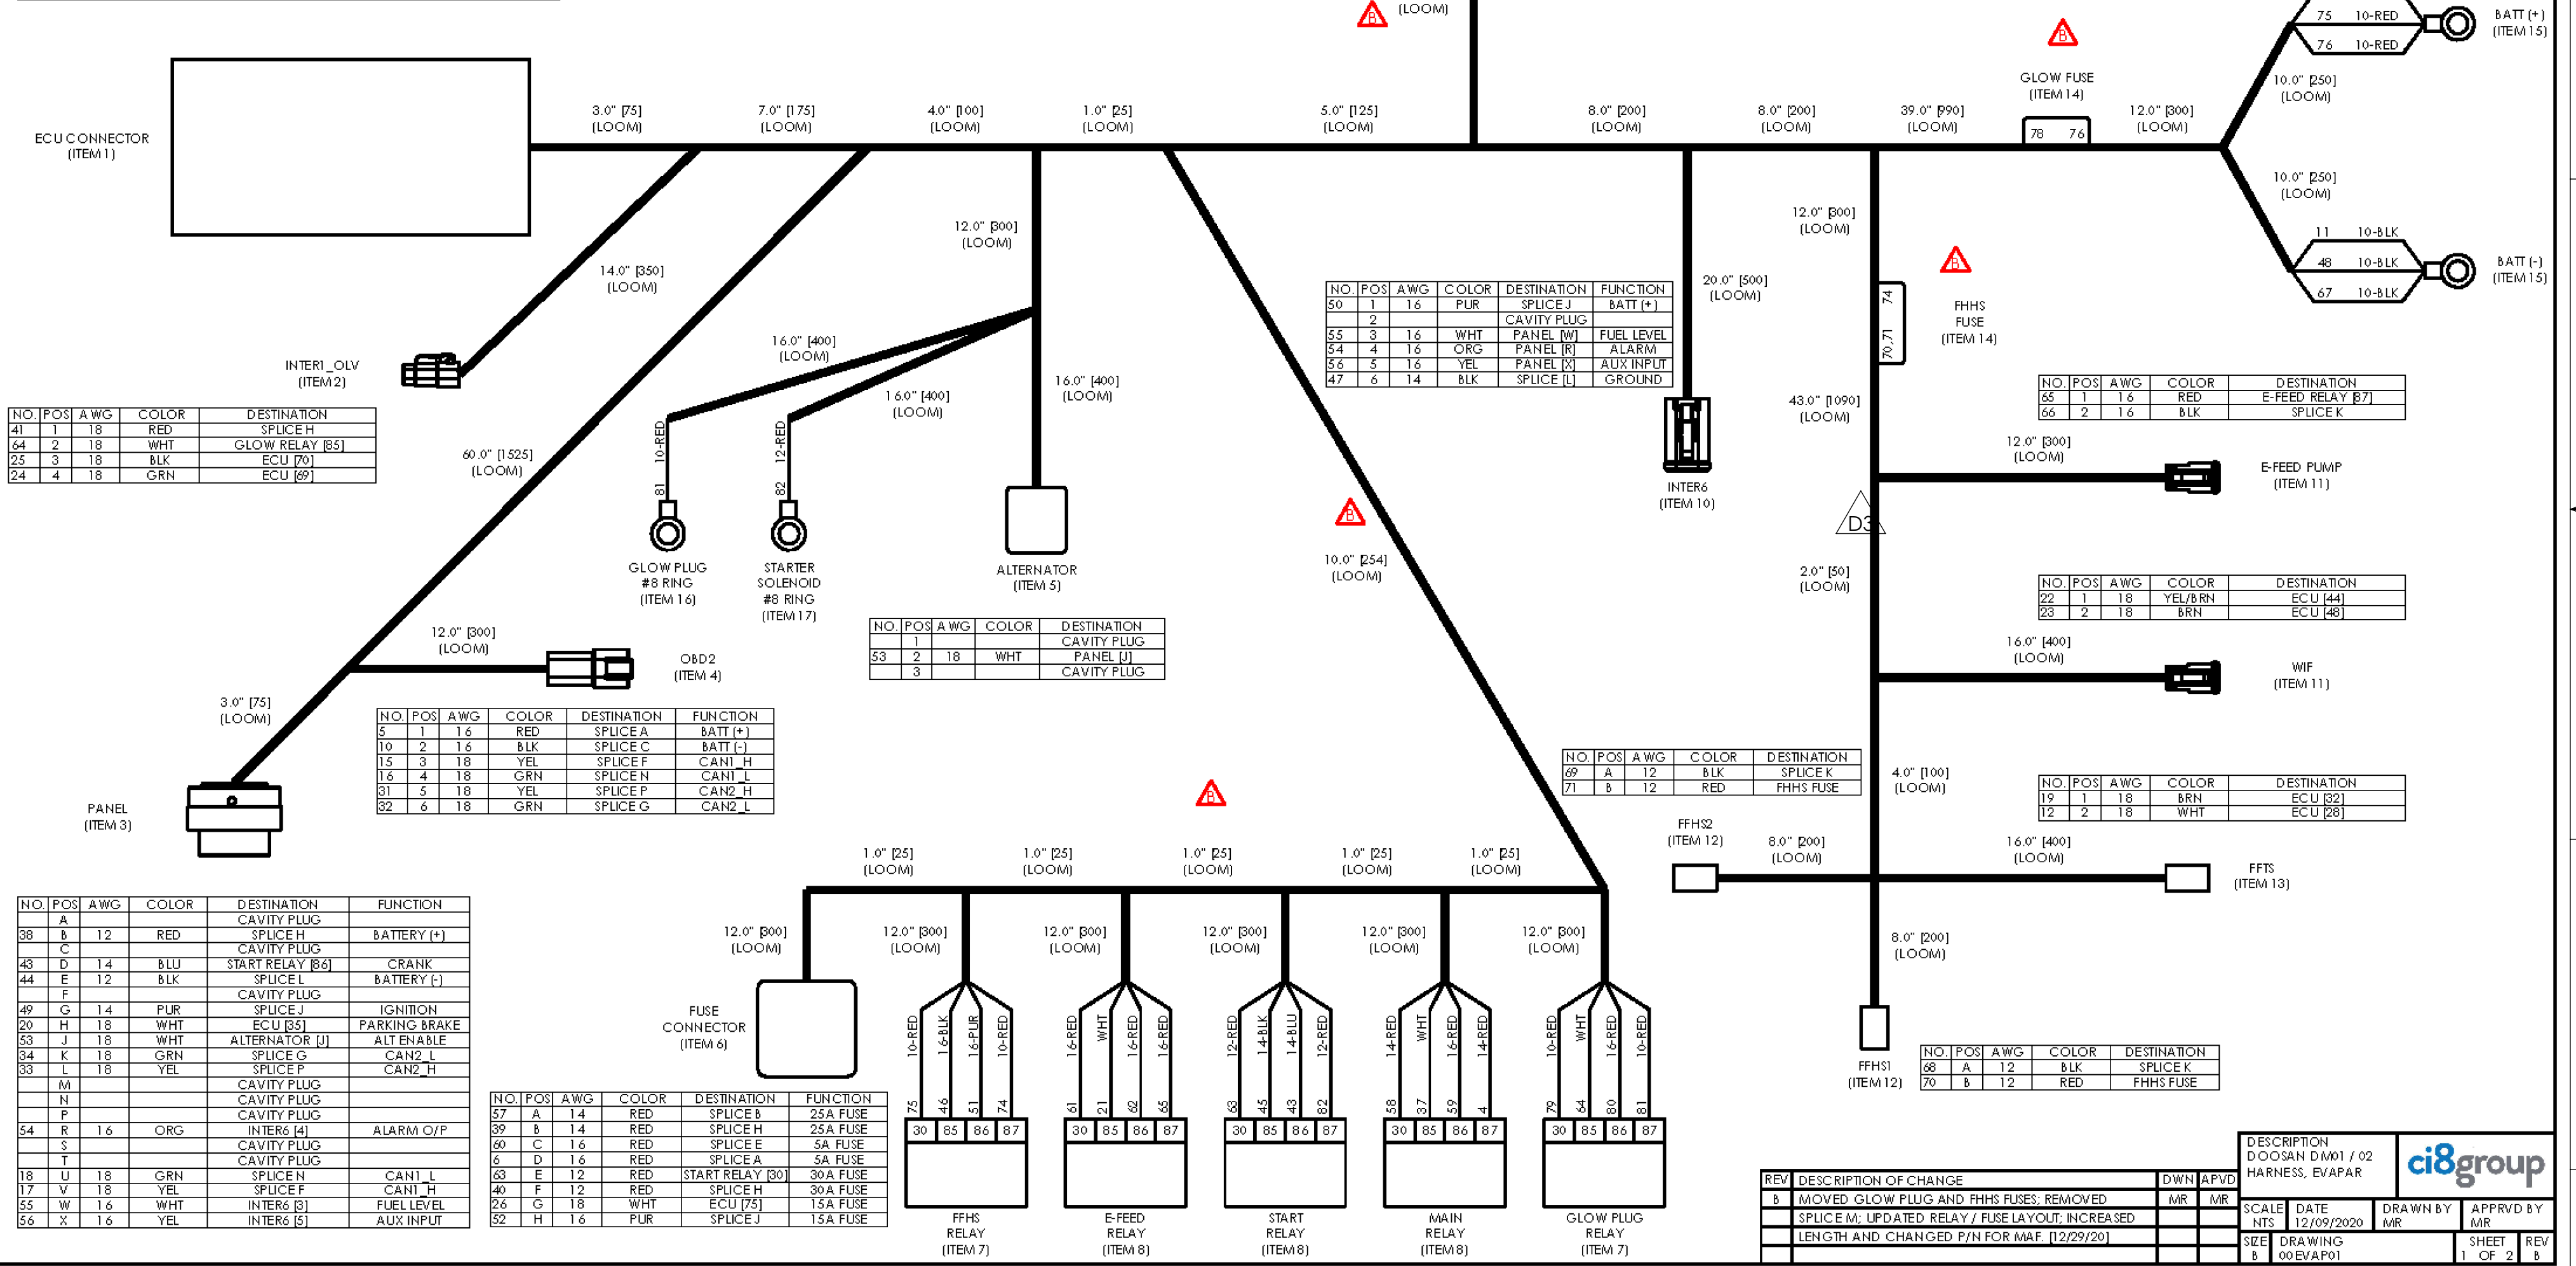 (LOOM)
B
75 10-RED
76 10-RED
BATT (+)
(ITEM 15)
B
GLOW FUSE
(ITEM 14)
78 76
10.0" [250]
(LOOM)
ECU CONNECTOR
(ITEM 1)
3.0" [75]
(LOOM)
7.0" [175]
(LOOM)
4.0" [100]
(LOOM)
1.0" [25]
(LOOM)
5.0" [125]
(LOOM)
8.0" [200]
(LOOM)
8.0" [200]
(LOOM)
39.0" [990]
(LOOM)
12.0" [300]
(LOOM)
10.0" [250]
(LOOM)
11 10-BLK
48 10-BLK
67 10-BLK
BATT (-)
(ITEM 15)
14.0" [350]
(LOOM)
INTER1_OLV
(ITEM 2)
NO. POS AWG COLOR DESTINATION
41 1 18 RED SPLICE H
64 2 18 WHT GLOW RELAY [85]
25 3 18 BLK ECU [70]
24 4 18 GRN ECU [69]
60.0" [1525]
(LOOM)
12.0" [300]
(LOOM)
16.0" [400]
(LOOM)
16.0" [400]
(LOOM)
16.0" [400]
(LOOM)
81 10-RED
82 12-RED
GLOW PLUG
#8 RING
(ITEM 16)
STARTER
SOLENOID
#8 RING
(ITEM 17)
ALTERNATOR
(ITEM 5)
NO. POS AWG COLOR DESTINATION
1 CAVITY PLUG
53 2 18 WHT PANEL [J]
3 CAVITY PLUG
NO. POS AWG COLOR DESTINATION FUNCTION
50 1 16 PUR SPLICE J BATT (+)
2 CAVITY PLUG
55 3 16 WHT PANEL [W] FUEL LEVEL
54 4 16 ORG PANEL [R] ALARM
56 5 16 YEL PANEL [X] AUX INPUT
47 6 14 BLK SPLICE [L] GROUND
20.0" [500]
(LOOM)
INTER6
(ITEM 10)
B
10.0" [254]
(LOOM)
12.0" [300]
(LOOM)
B
74
70,71
FHHS
FUSE
(ITEM 14)
43.0" [1090]
(LOOM)
NO. POS AWG COLOR DESTINATION
65 1 16 RED E-FEED RELAY [87]
66 2 16 BLK SPLICE K
12.0" [300]
(LOOM)
E-FEED PUMP
(ITEM 11)
D3
2.0" [50]
(LOOM)
NO. POS AWG COLOR DESTINATION
22 1 18 YEL/BRN ECU [44]
23 2 18 BRN ECU [48]
16.0" [400]
(LOOM)
WIF
(ITEM 11)
12.0" [300]
(LOOM)
OBD2
(ITEM 4)
3.0" [75]
(LOOM)
NO. POS AWG COLOR DESTINATION FUNCTION
5 1 16 RED SPLICE A BATT (+)
10 2 16 BLK SPLICE C BATT (-)
15 3 18 YEL SPLICE F CAN1_H
16 4 18 GRN SPLICE N CAN1_L
31 5 18 YEL SPLICE P CAN2_H
32 6 18 GRN SPLICE G CAN2_L
PANEL
(ITEM 3)
NO. POS AWG COLOR DESTINATION
69 A 12 BLK SPLICE K
71 B 12 RED FHHS FUSE
4.0" [100]
(LOOM)
NO. POS AWG COLOR DESTINATION
19 1 18 BRN ECU [32]
12 2 18 WHT ECU [28]
FFHS2
(ITEM 12)
8.0" [200]
(LOOM)
16.0" [400]
(LOOM)
FFTS
(ITEM 13)
8.0" [200]
(LOOM)
FFHS1
(ITEM 12)
NO. POS AWG COLOR DESTINATION
68 A 12 BLK SPLICE K
70 B 12 RED FHHS FUSE
B
1.0" [25]
(LOOM)
1.0" [25]
(LOOM)
1.0" [25]
(LOOM)
1.0" [25]
(LOOM)
1.0" [25]
(LOOM)
12.0" [300]
(LOOM)
12.0" [300]
(LOOM)
12.0" [300]
(LOOM)
12.0" [300]
(LOOM)
12.0" [300]
(LOOM)
12.0" [300]
(LOOM)
NO. POS AWG COLOR DESTINATION FUNCTION
A CAVITY PLUG
38 B 12 RED SPLICE H BATTERY (+)
C CAVITY PLUG
43 D 14 BLU START RELAY [86] CRANK
44 E 12 BLK SPLICE L BATTERY (-)
F CAVITY PLUG
49 G 14 PUR SPLICE J IGNITION
20 H 18 WHT ECU [35] PARKING BRAKE
53 J 18 WHT ALTERNATOR [J] ALT ENABLE
34 K 18 GRN SPLICE G CAN2_L
33 L 18 YEL SPLICE P CAN2_H
M CAVITY PLUG
N CAVITY PLUG
P CAVITY PLUG
54 R 16 ORG INTER6 [4] ALARM O/P
S CAVITY PLUG
T CAVITY PLUG
18 U 18 GRN SPLICE N CAN1_L
17 V 18 YEL SPLICE F CAN1_H
55 W 16 WHT INTER6 [3] FUEL LEVEL
56 X 16 YEL INTER6 [5] AUX INPUT
FUSE
CONNECTOR
(ITEM 6)
NO. POS AWG COLOR DESTINATION FUNCTION
57 A 14 RED SPLICE B 25A FUSE
39 B 14 RED SPLICE H 25A FUSE
60 C 16 RED SPLICE E 5A FUSE
6 D 16 RED SPLICE A 5A FUSE
63 E 12 RED START RELAY [30] 30A FUSE
40 F 12 RED SPLICE H 30A FUSE
26 G 18 WHT ECU [75] 15A FUSE
52 H 16 PUR SPLICE J 15A FUSE
10-RED 16-BLK 16-PUR 10-RED
75 46 51 74
30 85 86 87
FFHS
RELAY
(ITEM 7)
16-RED WHT 16-RED 16-RED
61 21 62 65
30 85 86 87
E-FEED
RELAY
(ITEM 8)
12-RED 14-BLK 14-BLU 12-RED
63 45 43 82
30 85 86 87
START
RELAY
(ITEM 8)
14-RED WHT 16-RED 14-RED
58 37 59 4
30 85 86 87
MAIN
RELAY
(ITEM 8)
10-RED WHT 16-RED 10-RED
79 64 80 81
30 85 86 87
GLOW PLUG
RELAY
(ITEM 7)
REV DESCRIPTION OF CHANGE DWN APVD
B MOVED GLOW PLUG AND FHHS FUSES; REMOVED MR MR
SPLICE M; UPDATED RELAY / FUSE LAYOUT; INCREASED
LENGTH AND CHANGED P/N FOR MAF. [12/29/20]
DESCRIPTION
DOOSAN DM01 / 02
HARNESS, EVAPAR
ci8group
SCALE DATE DRAWN BY APPRVD BY
NTS 12/09/2020 MR MR
SIZE DRAWING SHEET REV
B 00EVAP01 1 OF 2 B